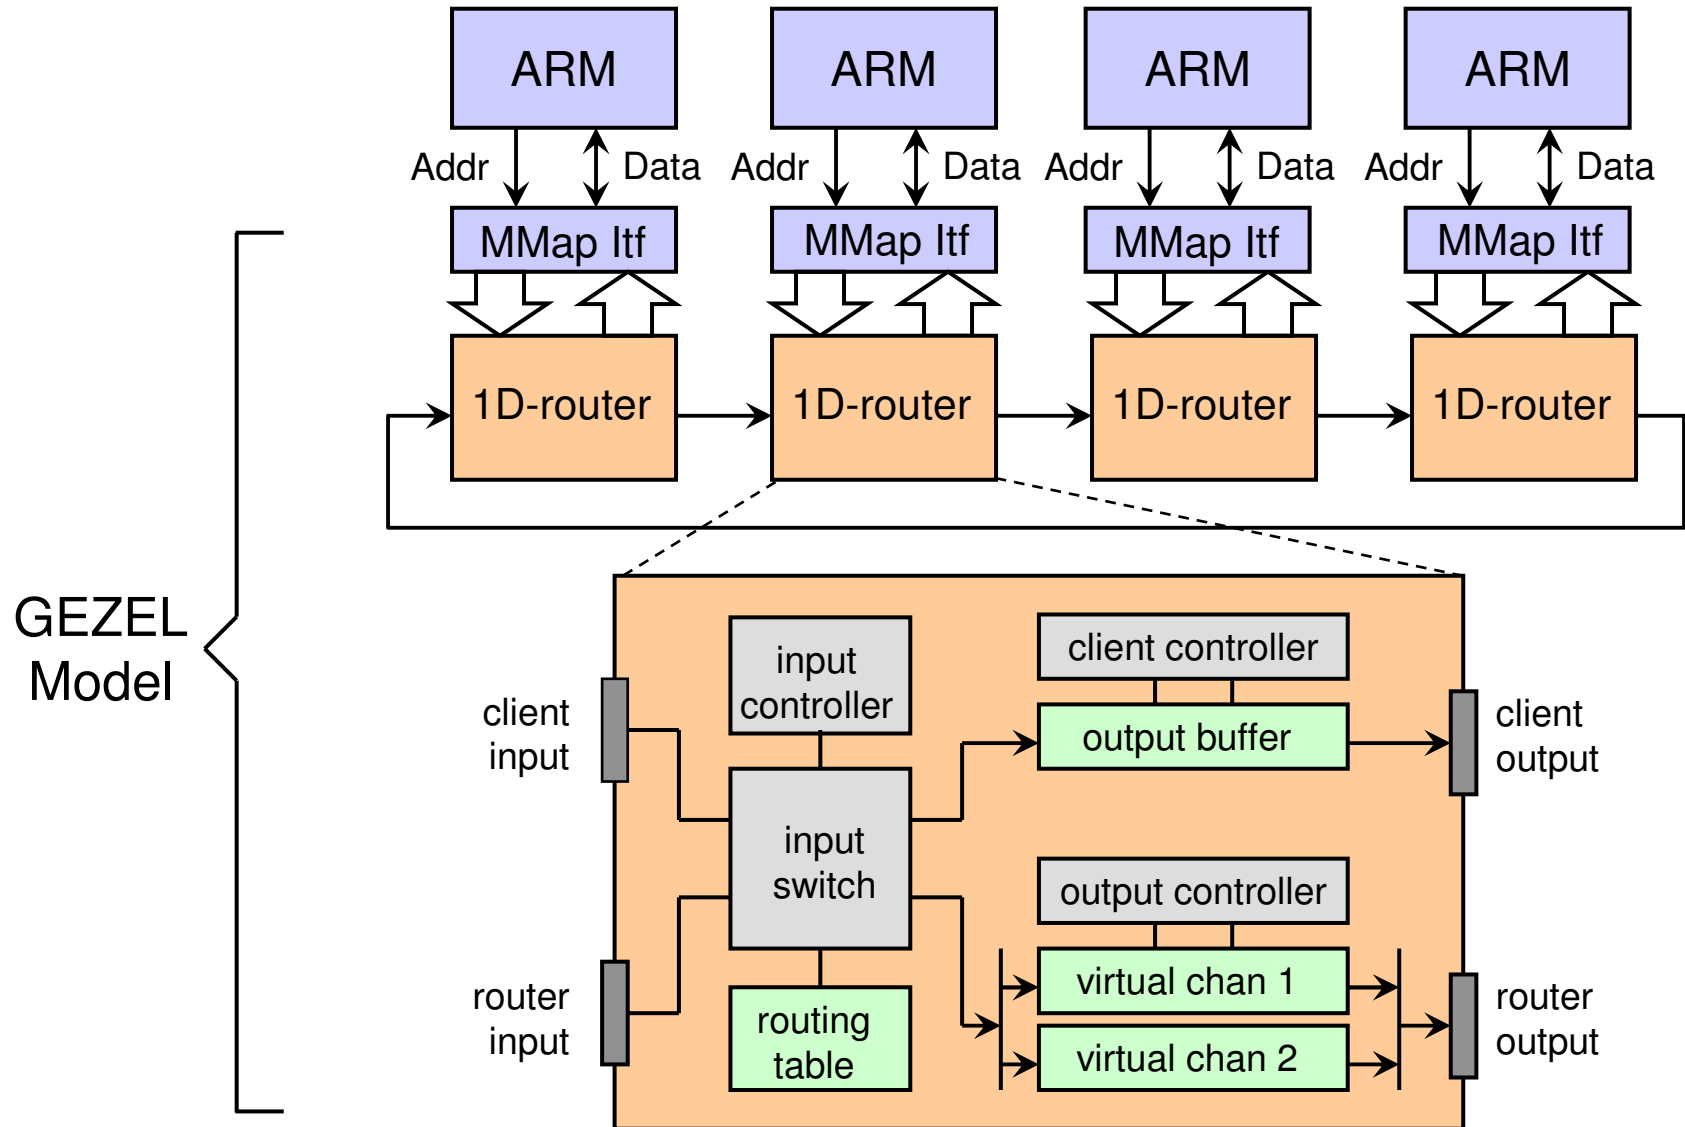 ARM
ARM
ARM
ARM
Addr
Data
Addr
Data
Addr
Data
Addr
Data
MMap Itf
MMap Itf
MMap Itf
MMap Itf
1D-router
1D-router
1D-router
1D-router
GEZEL
Model
client
input
router
input
input
controller
input
switch
routing
table
client controller
output buffer
output controller
virtual chan 1
virtual chan 2
client
output
router
output